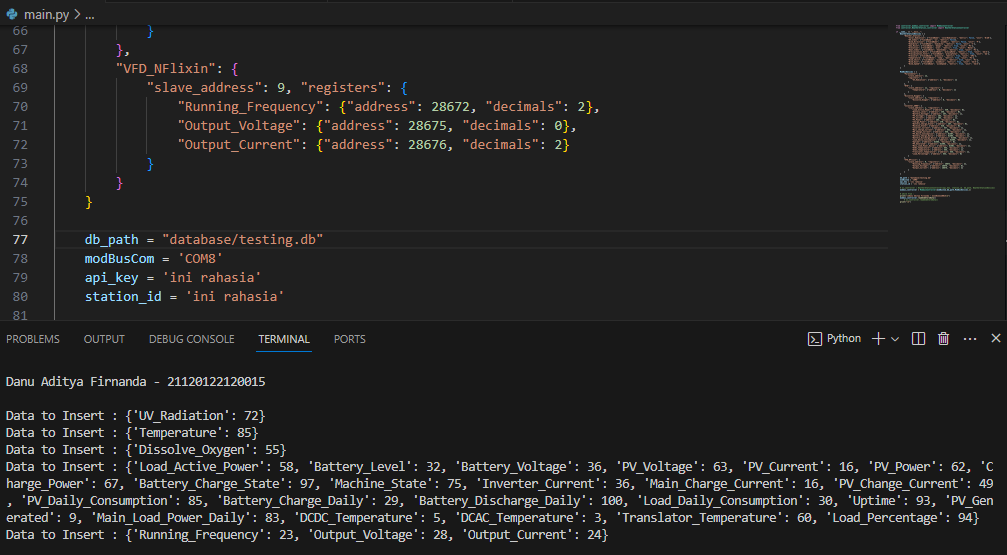 main.py > ...
66 }
67 },
68 "VFD_NFlixin": {
69 "slave_address": 9, "registers": {
70 "Running_Frequency": {"address": 28672, "decimals": 2},
71 "Output_Voltage": {"address": 28675, "decimals": 0},
72 "Output_Current": {"address": 28676, "decimals": 2}
73 }
74 }
75 }
76
77 db_path = "database/testing.db"
78 modBusCom = 'COM8'
79 api_key = 'ini rahasia'
80 station_id = 'ini rahasia'
81
PROBLEMS OUTPUT DEBUG CONSOLE TERMINAL PORTS Python
Danu Aditya Firnanda - 21120122120015
Data to Insert : {'UV_Radiation': 72}
Data to Insert : {'Temperature': 85}
Data to Insert : {'Dissolve_Oxygen': 55}
Data to Insert : {'Load_Active_Power': 58, 'Battery_Level': 32, 'Battery_Voltage': 36, 'PV_Voltage': 63, 'PV_Current': 16, 'PV_Power': 62, 'C
harge_Power': 67, 'Battery_Charge_State': 97, 'Machine_State': 75, 'Inverter_Current': 36, 'Main_Charge_Current': 16, 'PV_Change_Current': 49
, 'PV_Daily_Consumption': 85, 'Battery_Charge_Daily': 29, 'Battery_Discharge_Daily': 100, 'Load_Daily_Consumption': 30, 'Uptime': 93, 'PV_Gen
erated': 9, 'Main_Load_Power_Daily': 83, 'DCDC_Temperature': 5, 'DCAC_Temperature': 3, 'Translator_Temperature': 60, 'Load_Percentage': 94}
Data to Insert : {'Running_Frequency': 23, 'Output_Voltage': 28, 'Output_Current': 24}